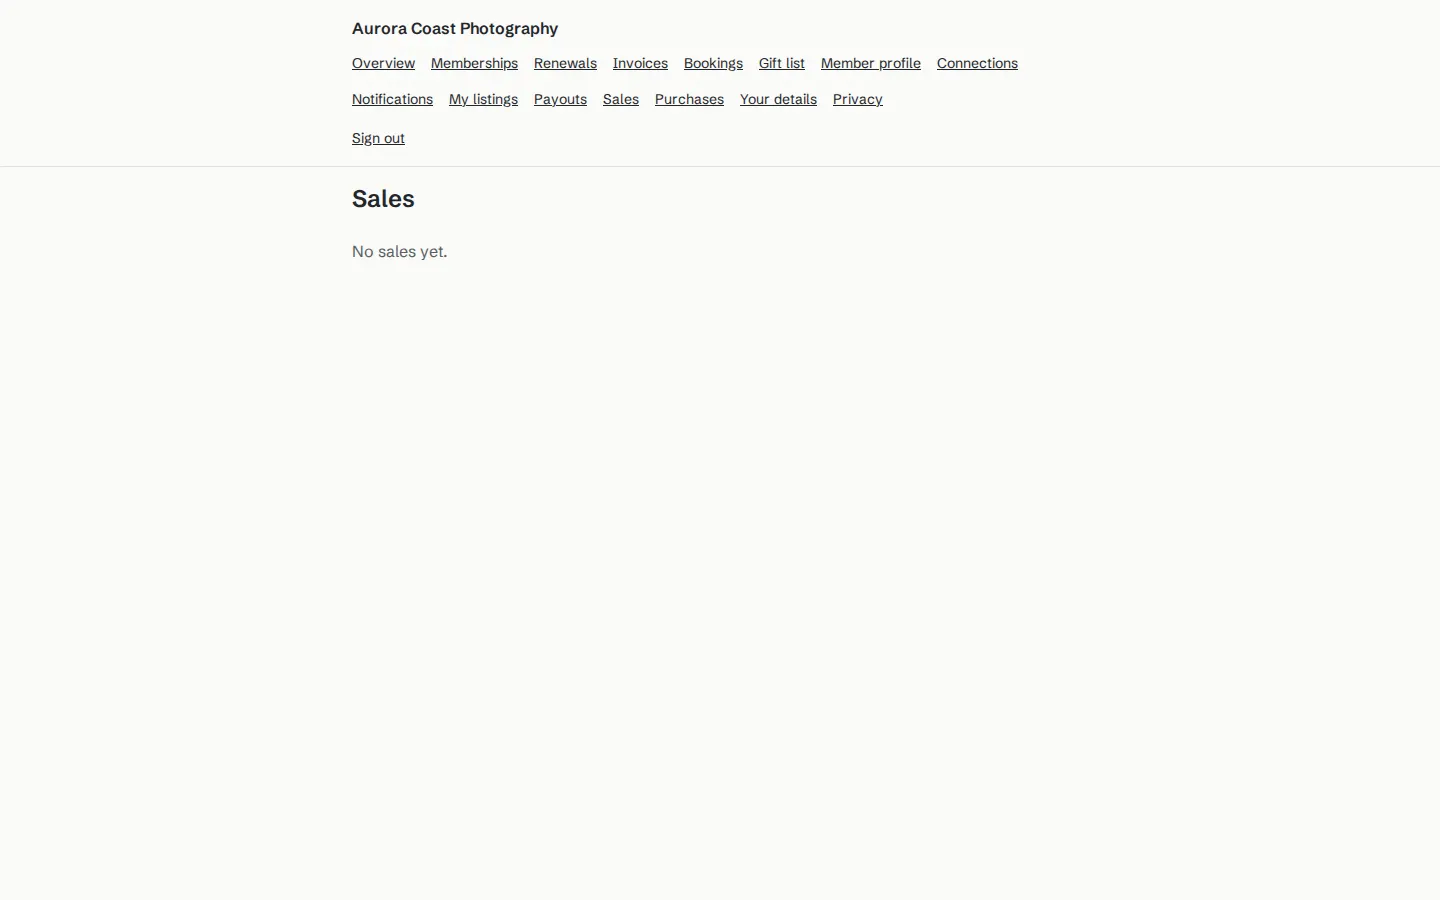 Aurora Coast Photography
Overview Memberships Renewals Invoices Bookings Gift list Member profile Connections
Notifications My listings Payouts Sales Purchases Your details Privacy
Sign out
Sales
No sales yet.